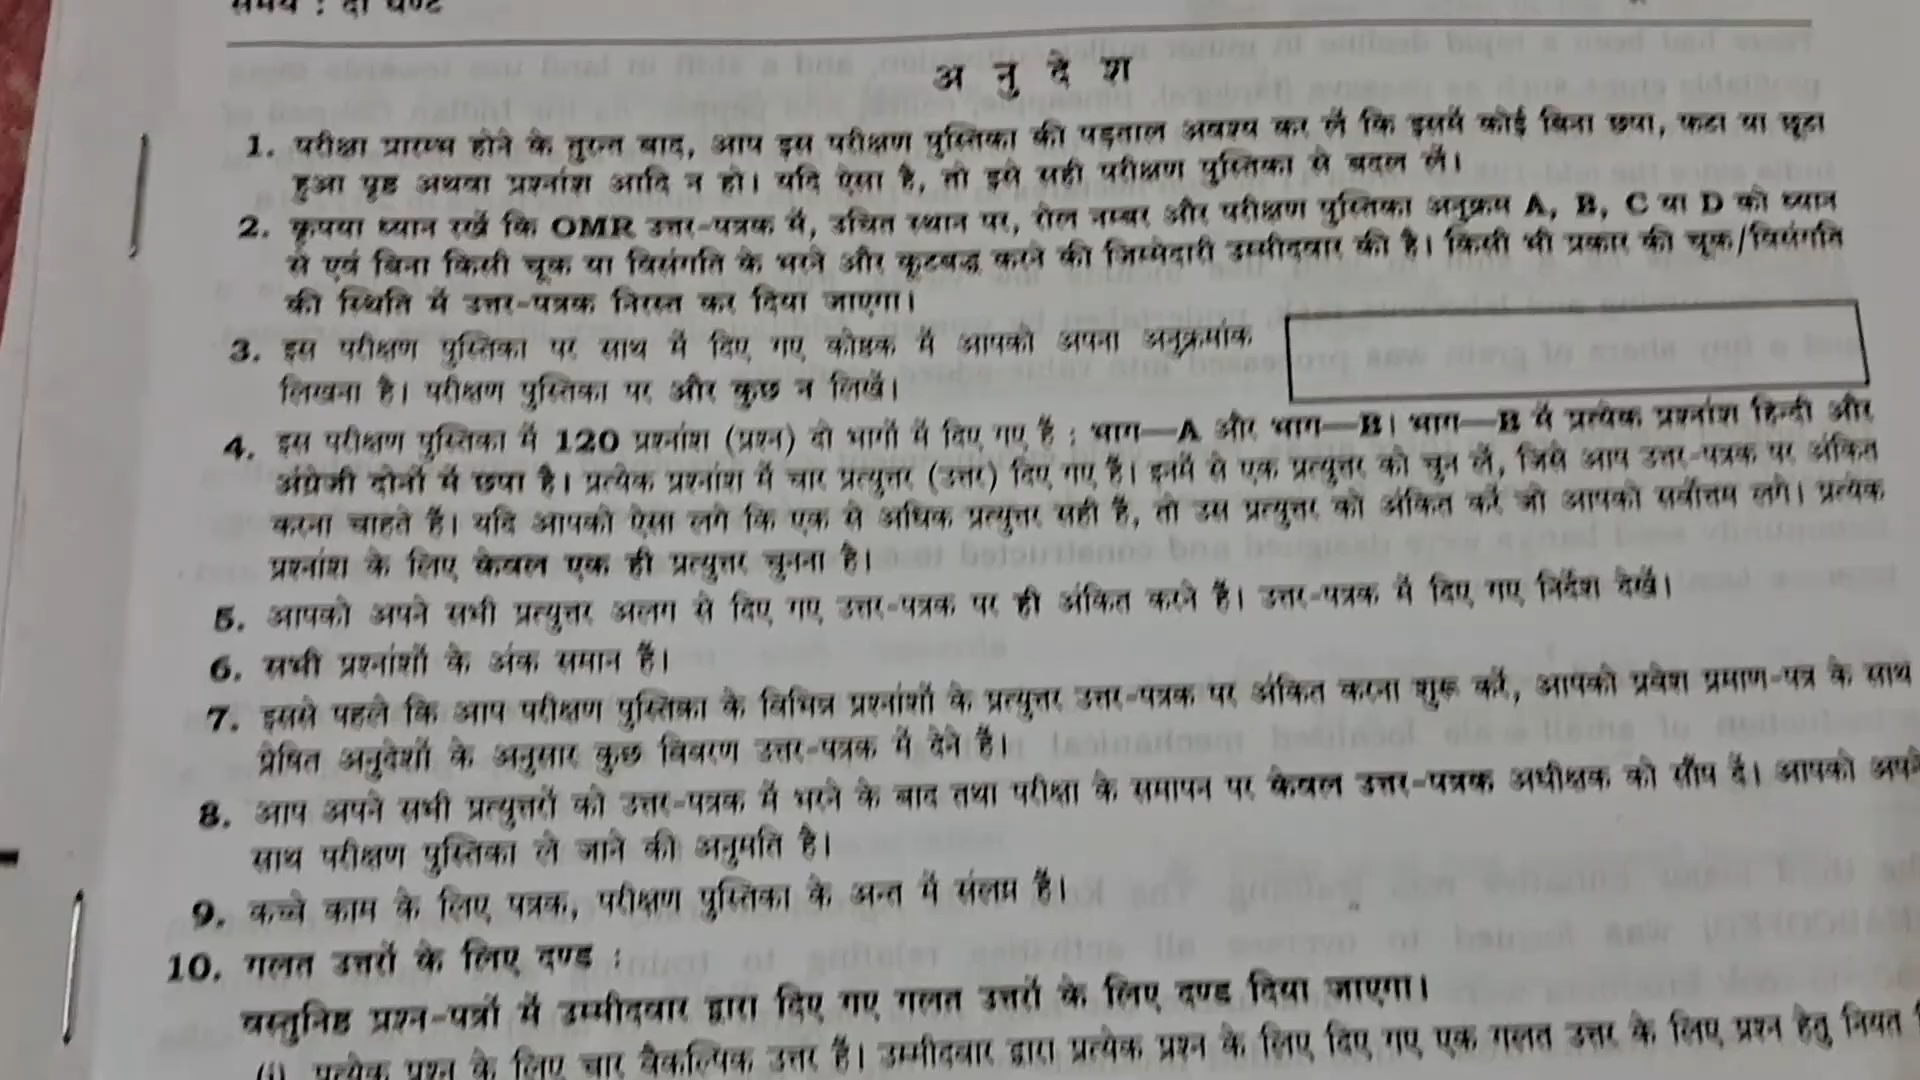 समय : दो घण्टे
अ नु दे श
1. परीक्षा प्रारम्भ होने के तुरन्त बाद, आप इस परीक्षण पुस्तिका की पड़ताल अवश्य कर लें कि इसमें कोई बिना छपा, फटा या छूटा
हुआ पृष्ठ अथवा प्रश्नांश आदि न हो। यदि ऐसा है, तो इसे सही परीक्षण पुस्तिका से बदल लें।
2. कृपया ध्यान रखें कि OMR उत्तर-पत्रक में, उचित स्थान पर, रोल नम्बर और परीक्षण पुस्तिका अनुक्रम A, B, C या D को ध्यान
से एवं बिना किसी चूक या विसंगति के भरने और कूटबद्ध करने की जिम्मेदारी उम्मीदवार की है। किसी भी प्रकार की चूक/विसंगति
की स्थिति में उत्तर-पत्रक निरस्त कर दिया जाएगा।
3. इस परीक्षण पुस्तिका पर साथ में दिए गए कोष्ठक में आपको अपना अनुक्रमांक
लिखना है। परीक्षण पुस्तिका पर और कुछ न लिखें।
4. इस परीक्षण पुस्तिका में 120 प्रश्नांश (प्रश्न) दो भागों में दिए गए हैं : भाग—A और भाग—B। भाग—B में प्रत्येक प्रश्नांश हिन्दी और
अंग्रेजी दोनों में छपा है। प्रत्येक प्रश्नांश में चार प्रत्युत्तर (उत्तर) दिए गए हैं। इनमें से एक प्रत्युत्तर को चुन लें, जिसे आप उत्तर-पत्रक पर अंकित
करना चाहते हैं। यदि आपको ऐसा लगे कि एक से अधिक प्रत्युत्तर सही हैं, तो उस प्रत्युत्तर को अंकित करें जो आपको सर्वोत्तम लगे। प्रत्येक
प्रश्नांश के लिए केवल एक ही प्रत्युत्तर चुनना है।
5. आपको अपने सभी प्रत्युत्तर अलग से दिए गए उत्तर-पत्रक पर ही अंकित करने हैं। उत्तर-पत्रक में दिए गए निर्देश देखें।
6. सभी प्रश्नांशों के अंक समान हैं।
7. इससे पहले कि आप परीक्षण पुस्तिका के विभिन्न प्रश्नांशों के प्रत्युत्तर उत्तर-पत्रक पर अंकित करना शुरू करें, आपको प्रवेश प्रमाण-पत्र के साथ
प्रेषित अनुदेशों के अनुसार कुछ विवरण उत्तर-पत्रक में देने हैं।
8. आप अपने सभी प्रत्युत्तरों को उत्तर-पत्रक में भरने के बाद तथा परीक्षा के समापन पर केवल उत्तर-पत्रक अधीक्षक को सौंप दें। आपको अपने
साथ परीक्षण पुस्तिका ले जाने की अनुमति है।
9. कच्चे काम के लिए पत्रक, परीक्षण पुस्तिका के अन्त में संलग्न हैं।
10. गलत उत्तरों के लिए दण्ड :
वस्तुनिष्ठ प्रश्न-पत्रों में उम्मीदवार द्वारा दिए गए गलत उत्तरों के लिए दण्ड दिया जाएगा।
(i) प्रत्येक प्रश्न के लिए चार वैकल्पिक उत्तर हैं। उम्मीदवार द्वारा प्रत्येक प्रश्न के लिए दिए गए एक गलत उत्तर के लिए प्रश्न हेतु नियत